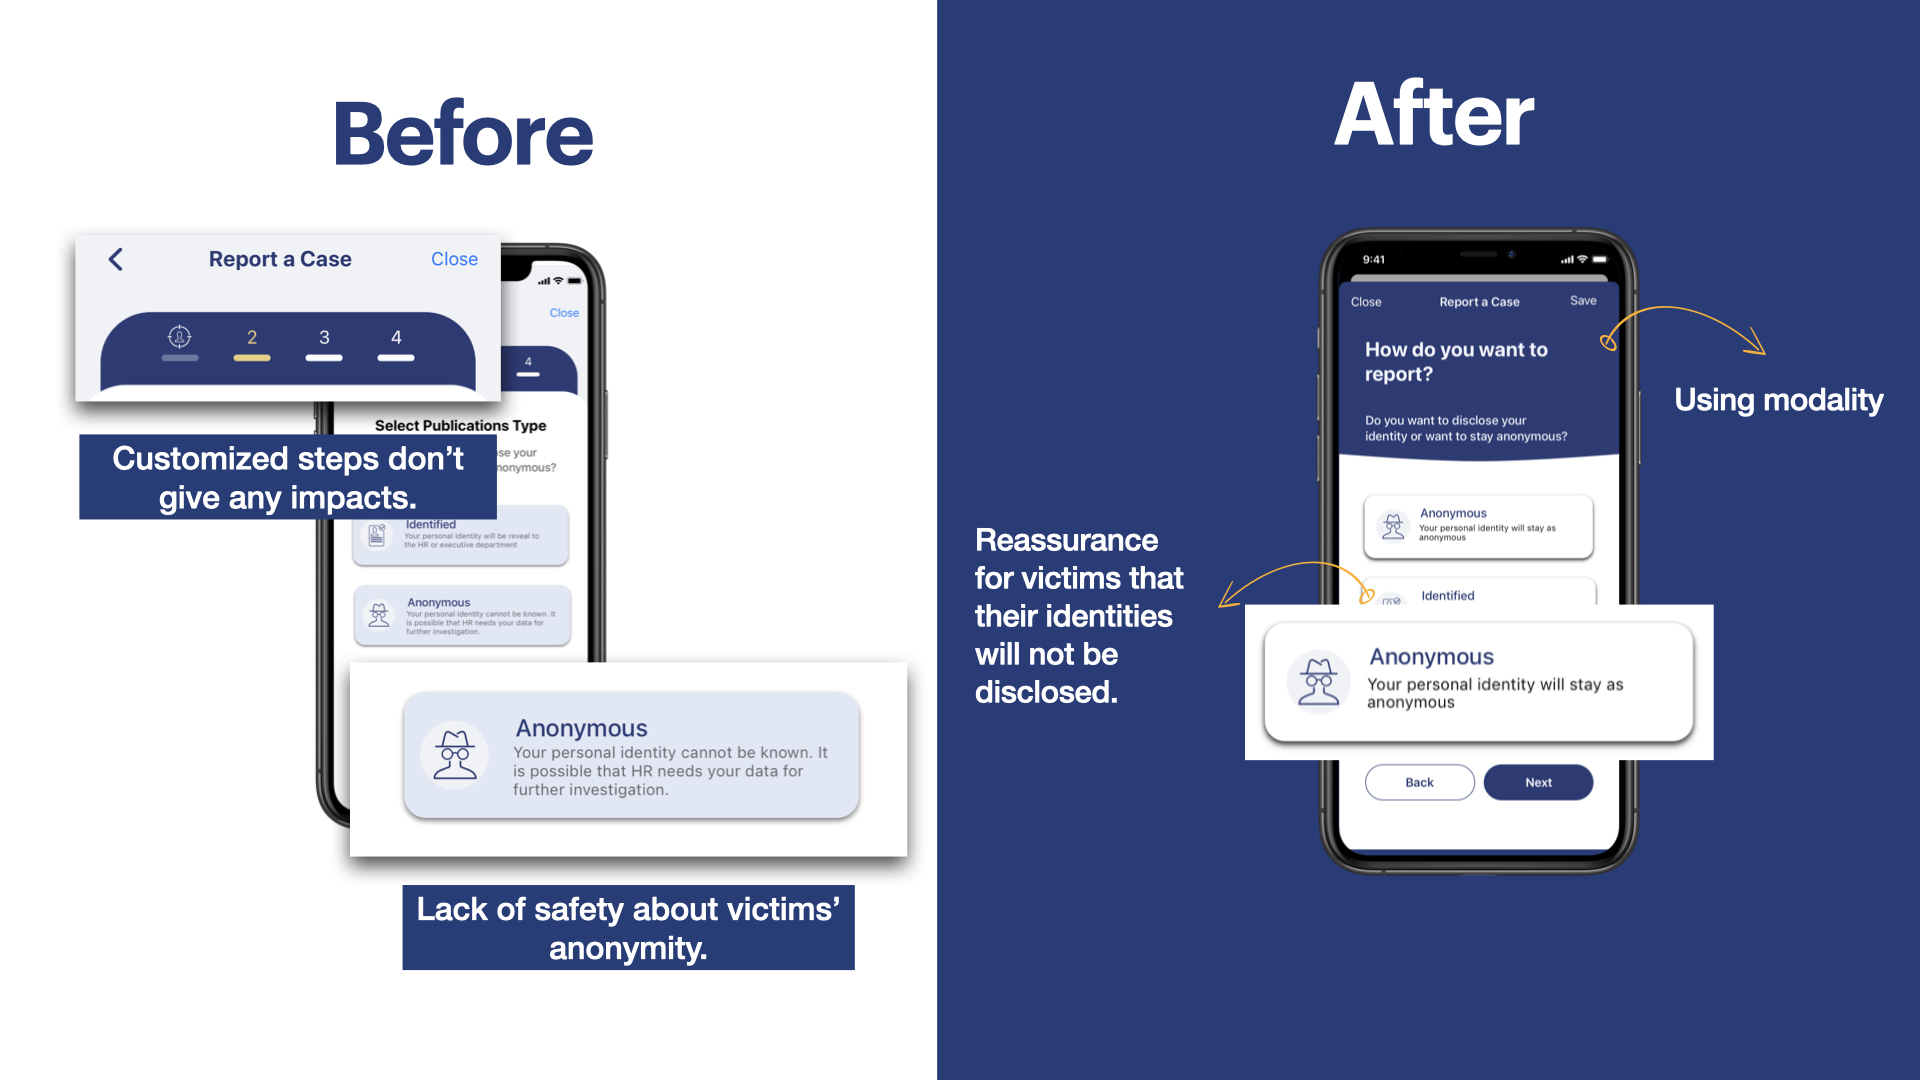 Before
Report a Case
Close
2
3
4
Close
4
Customized steps don't
give any impacts.
Select Publications Type
se your
nonymous?
Identified
Your personal identity will be reveal to
the HR or executive department
Anonymous
Your personal identity cannot be known. It
is possible that HR needs your data for
further investigation.
Anonymous
Your personal identity cannot be known. It
is possible that HR needs your data for
further investigation.
Lack of safety about victims'
anonymity.
After
9:41
Close
Report a Case
Save
How do you want to
report?
Do you want to disclose your
identity or want to stay anonymous?
Using modality
Anonymous
Your personal identity will stay as
anonymous
Identified
Reassurance
for victims that
their identities
will not be
disclosed.
Anonymous
Your personal identity will stay as
anonymous
Back
Next